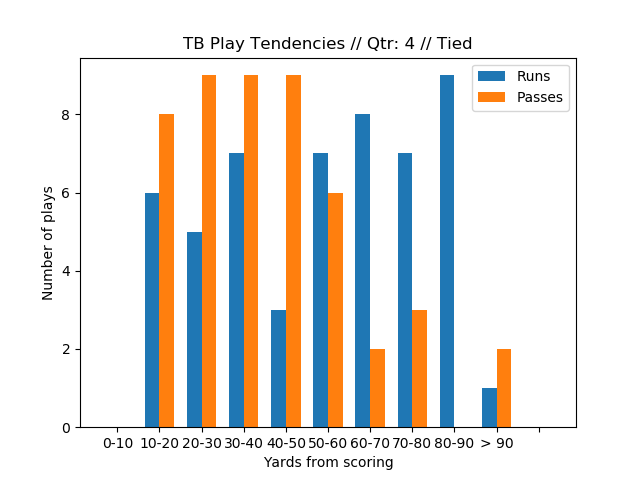 TB Play Tendencies // Qtr: 4 // Tied
Runs
Passes
Number of plays
8
6
4
2
0
0-10 10-20 20-30 30-40 40-50 50-60 60-70 70-80 80-90 > 90
Yards from scoring